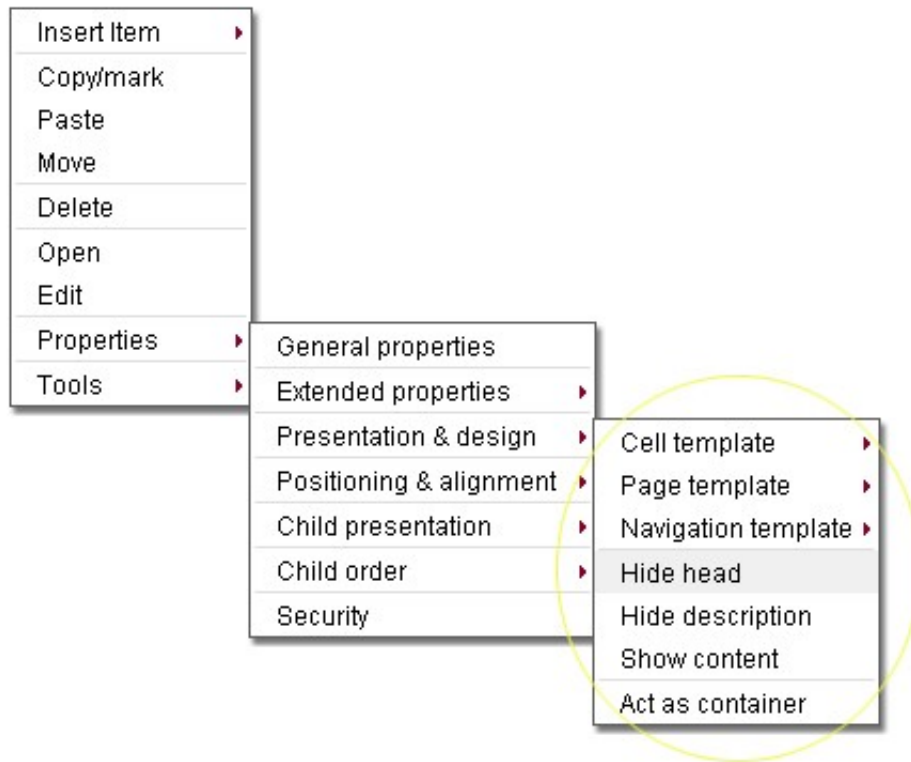 Insert Item
Copy/mark
Paste
Move
Delete
Open
Edit
Properties
Tools
General properties
Extended properties
Presentation & design
Positioning & alignment
Child presentation
Child order
Security
Cell template
Page template
Navigation template
Hide head
Hide description
Show content
Act as container